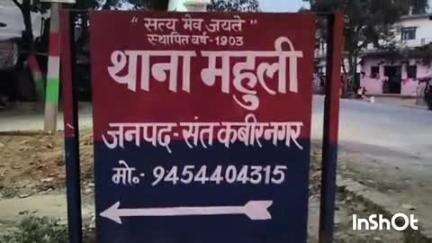 "सत्य मेव जयते"
स्थापित वर्ष-1903
थाना महुली
जनपद-संत कबीरनगर
मो.- 9454404315
InShOt